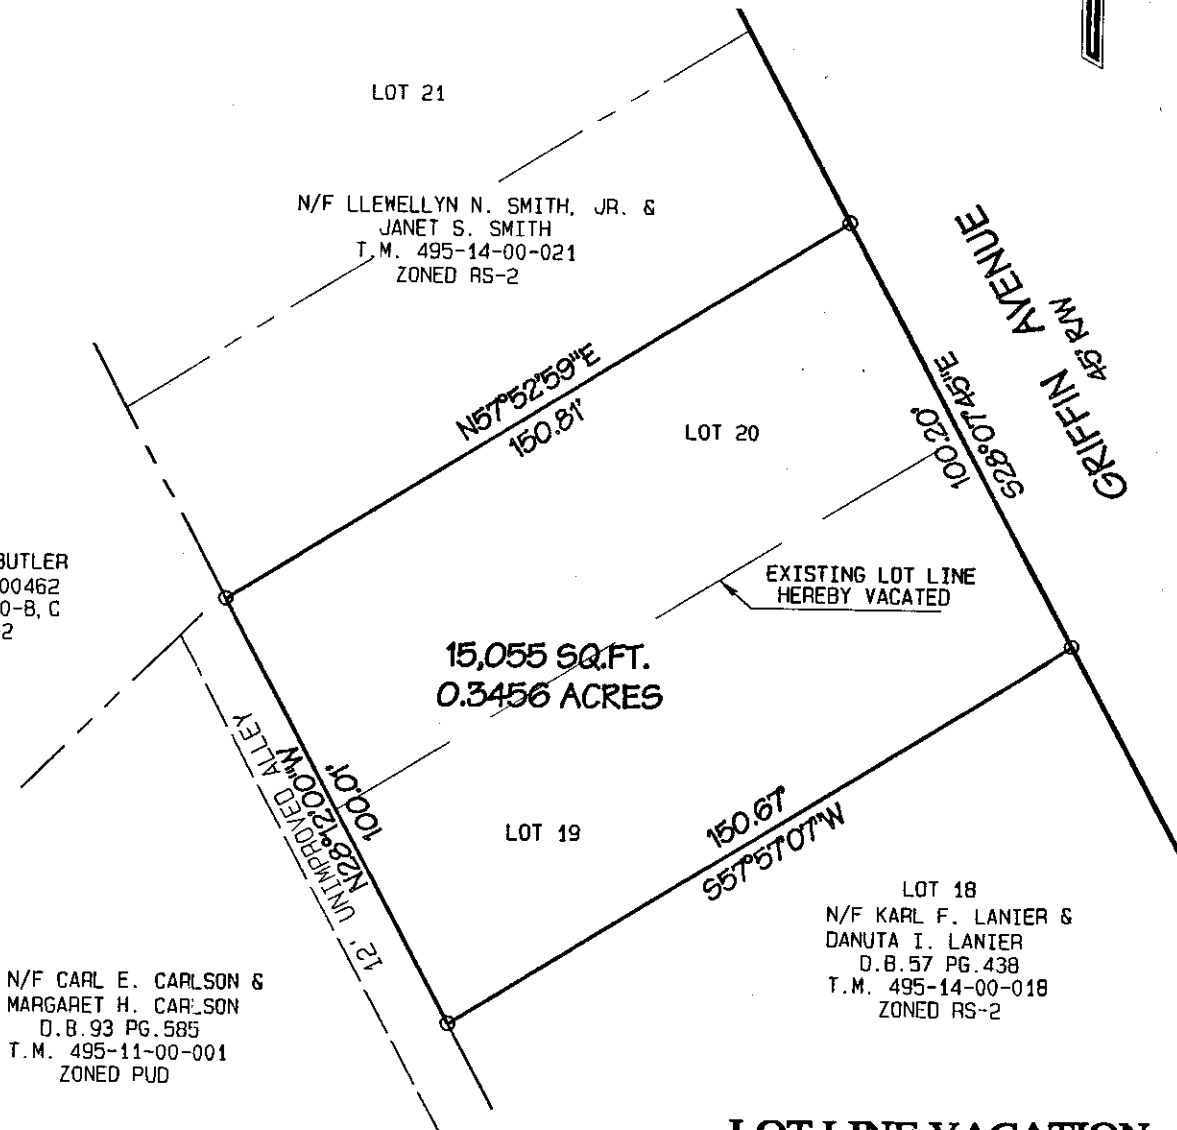 LOT 21
N/F LLEWELLYN N. SMITH, JR. &
JANET S. SMITH
T.M. 495-14-00-021
ZONED RS-2
GRIFFIN AVENUE
45' R/W
N57°52'59"E
150.81'
LOT 20
S28°07'45"E
100.20'
BUTLER
00462
0-B, C
2
EXISTING LOT LINE
HEREBY VACATED
15,055 SQ.FT.
0.3456 ACRES
12' UNIMPROVED ALLEY
N28°12'00"W
100.01'
LOT 19
150.67'
S57°57'07"W
LOT 18
N/F KARL F. LANIER &
DANUTA I. LANIER
D.B.57 PG.438
T.M. 495-14-00-018
ZONED RS-2
N/F CARL E. CARLSON &
MARGARET H. CARLSON
D.B.93 PG.585
T.M. 495-11-00-001
ZONED PUD
LOT LINE VACATION